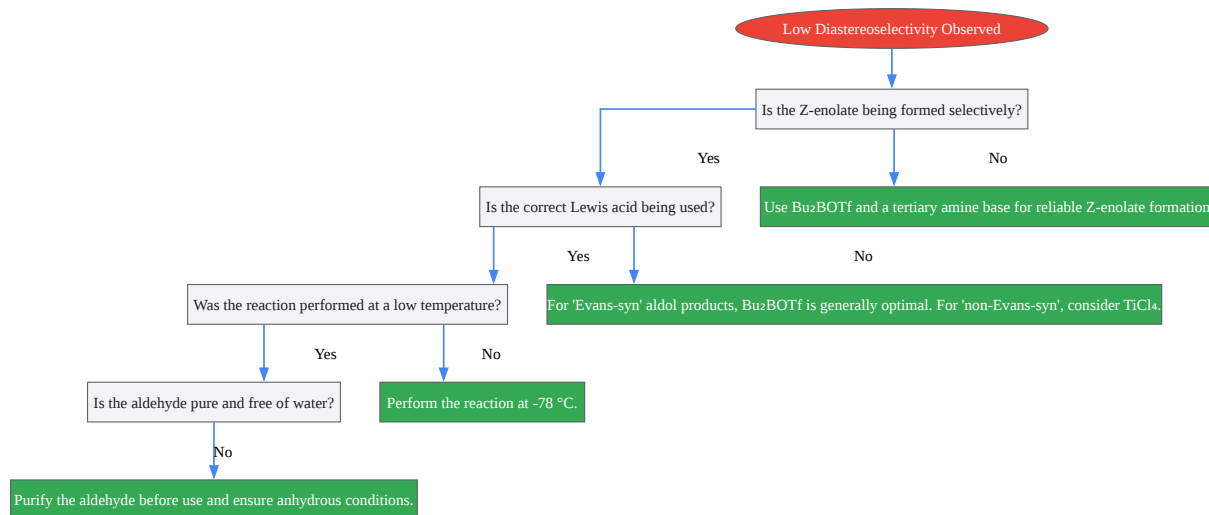 Low Diastereoselectivity Observed
Is the Z-enolate being formed selectively?
Yes
No
Is the correct Lewis acid being used?
Use Bu₂BOTf and a tertiary amine base for reliable Z-enolate formation
Yes
No
Was the reaction performed at a low temperature?
For 'Evans-syn' aldol products, Bu₂BOTf is generally optimal. For 'non-Evans-syn', consider TiCl₄.
Yes
No
Is the aldehyde pure and free of water?
Perform the reaction at -78 °C.
No
Purify the aldehyde before use and ensure anhydrous conditions.